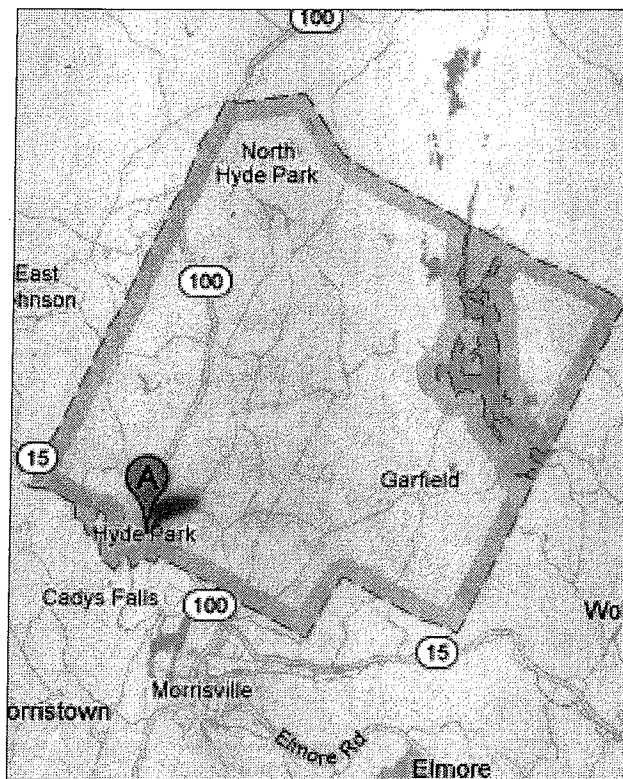 100
North
Hyde Park
East
ohnson
100
15
A
Garfield
Hyde Park
Cadys Falls
100
Wo
15
Morrisville
orristown
Elmore Rd
Elmore